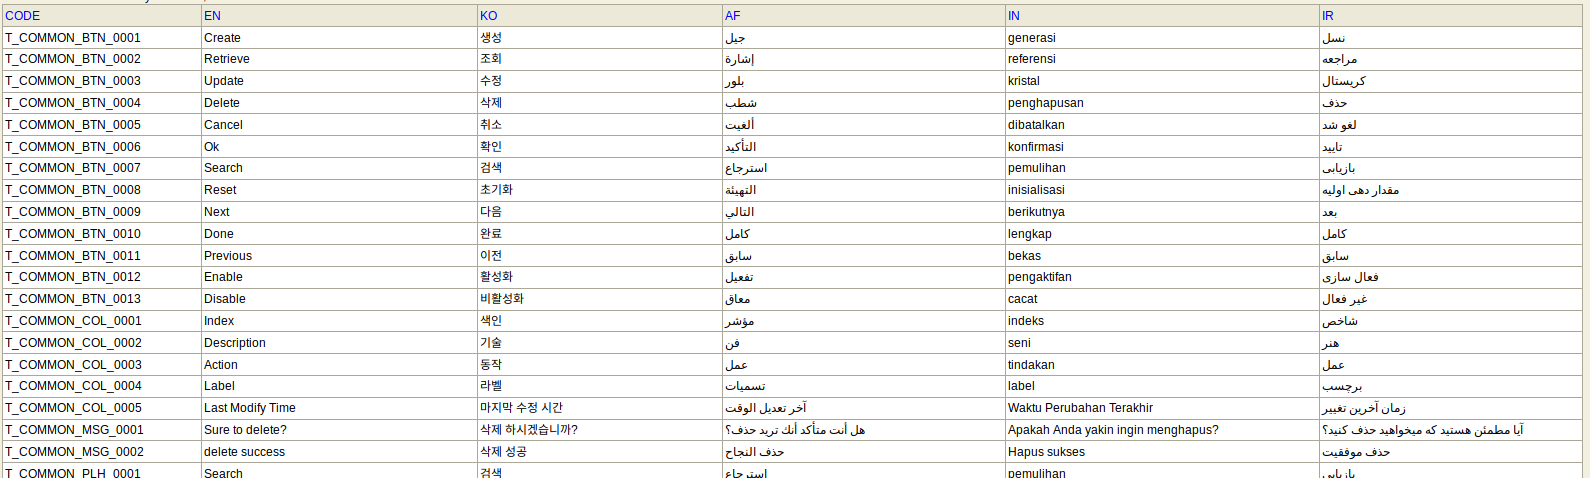 CODE EN KO AF IN IR
T_COMMON_BTN_0001 Create 생성 جيل generasi نسل
T_COMMON_BTN_0002 Retrieve 조회 إشارة referensi مراجعه
T_COMMON_BTN_0003 Update 수정 بلور kristal کریستال
T_COMMON_BTN_0004 Delete 삭제 شطب penghapusan حذف
T_COMMON_BTN_0005 Cancel 취소 ألغيت dibatalkan لغو شد
T_COMMON_BTN_0006 Ok 확인 التأكيد konfirmasi تایید
T_COMMON_BTN_0007 Search 검색 استرجاع pemulihan بازیابی
T_COMMON_BTN_0008 Reset 초기화 التهيئة inisialisasi مقدار دهی اولیه
T_COMMON_BTN_0009 Next 다음 التالي berikutnya بعد
T_COMMON_BTN_0010 Done 완료 كامل lengkap کامل
T_COMMON_BTN_0011 Previous 이전 سابق bekas سابق
T_COMMON_BTN_0012 Enable 활성화 تفعيل pengaktifan فعال سازی
T_COMMON_BTN_0013 Disable 비활성화 معاق cacat غیر فعال
T_COMMON_COL_0001 Index 색인 مؤشر indeks شاخص
T_COMMON_COL_0002 Description 기술 فن seni هنر
T_COMMON_COL_0003 Action 동작 عمل tindakan عمل
T_COMMON_COL_0004 Label 라벨 تسميات label برچسب
T_COMMON_COL_0005 Last Modify Time 마지막 수정 시간 آخر تعديل الوقت Waktu Perubahan Terakhir زمان آخرین تغییر
T_COMMON_MSG_0001 Sure to delete? 삭제 하시겠습니까? هل أنت متأكد أنك تريد حذف؟ Apakah Anda yakin ingin menghapus? آیا مطمئن هستید که میخواهید حذف کنید؟
T_COMMON_MSG_0002 delete success 삭제 성공 حذف النجاح Hapus sukses حذف موفقیت
T_COMMON_PLH_0001 Search 검색 استرجاع pemulihan بازیابی